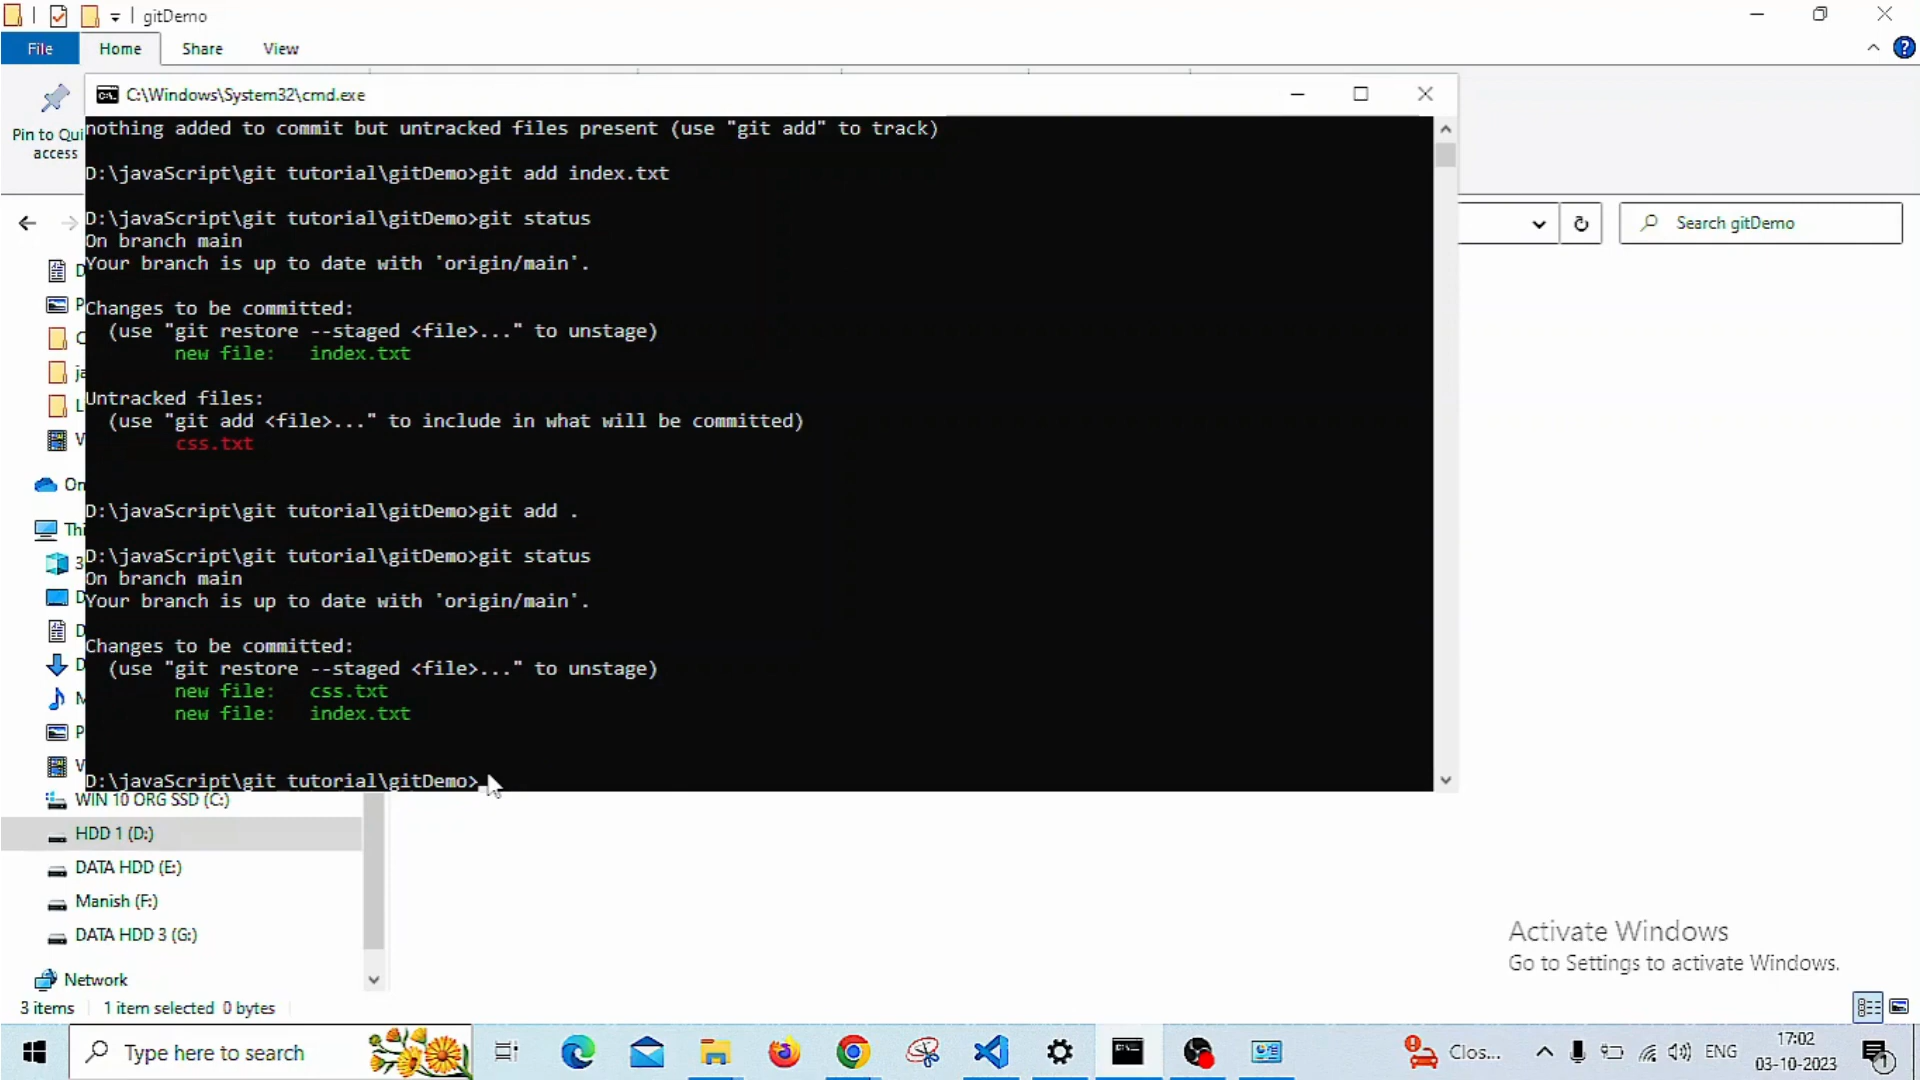 gitDemo
File
Home
Share
View
C:\Windows\System32\cmd.exe
Pin to Qui
access
nothing added to commit but untracked files present (use "git add" to track)
D:\javaScript\git tutorial\gitDemo>git add index.txt
D:\javaScript\git tutorial\gitDemo>git status
On branch main
Your branch is up to date with 'origin/main'.
Changes to be committed:
(use "git restore --staged <file>..." to unstage)
new file:   index.txt
Untracked files:
(use "git add <file>..." to include in what will be committed)
css.txt
D:\javaScript\git tutorial\gitDemo>git add .
D:\javaScript\git tutorial\gitDemo>git status
On branch main
Your branch is up to date with 'origin/main'.
Changes to be committed:
(use "git restore --staged <file>..." to unstage)
new file:   css.txt
new file:   index.txt
D:\javaScript\git tutorial\gitDemo>
Search gitDemo
On
Thi
WIN 10 ORG SSD (C:)
HDD 1 (D:)
DATA HDD (E:)
Manish (F:)
DATA HDD 3 (G:)
Network
3 items
1 item selected 0 bytes
Activate Windows
Go to Settings to activate Windows.
Type here to search
Clos...
ENG
17:02
03-10-2023
1